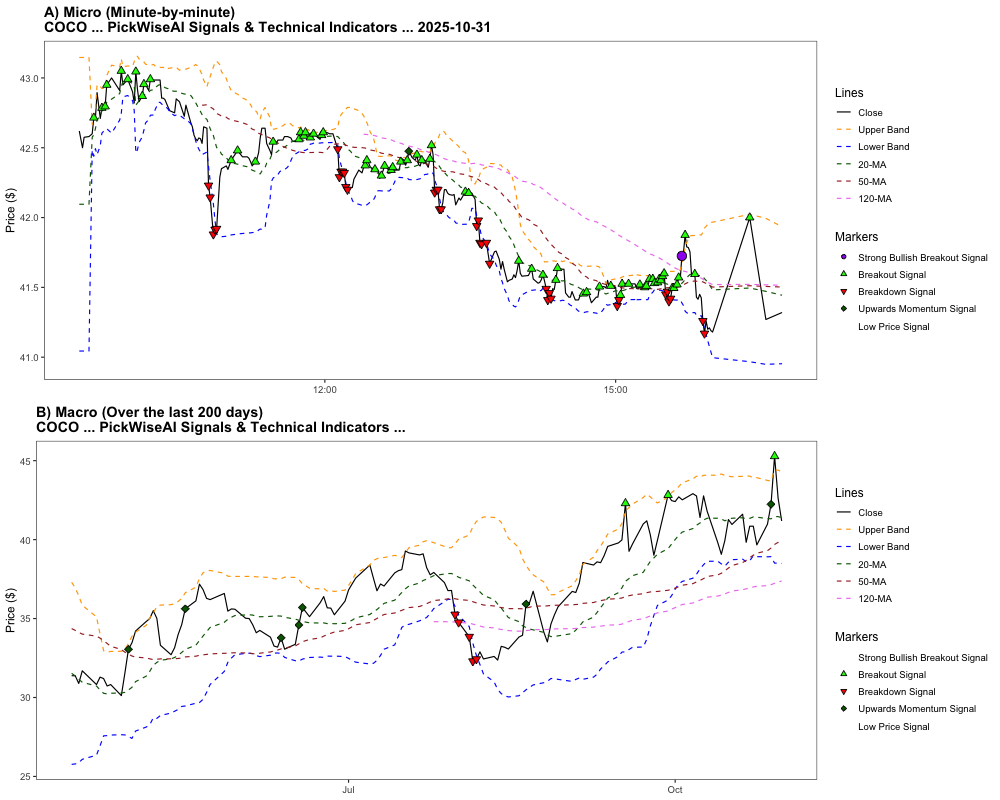 A) Micro (Minute-by-minute)
COCO ... PickWiseAI Signals & Technical Indicators ... 2025-10-31
Price ($)
43.0
42.5
42.0
41.5
41.0
12:00
15:00
Lines
Close
Upper Band
Lower Band
20-MA
50-MA
120-MA
Markers
Strong Bullish Breakout Signal
Breakout Signal
Breakdown Signal
Upwards Momentum Signal
Low Price Signal
B) Macro (Over the last 200 days)
COCO ... PickWiseAI Signals & Technical Indicators ...
Price ($)
45
40
35
30
25
Jul
Oct
Lines
Close
Upper Band
Lower Band
20-MA
50-MA
120-MA
Markers
Strong Bullish Breakout Signal
Breakout Signal
Breakdown Signal
Upwards Momentum Signal
Low Price Signal